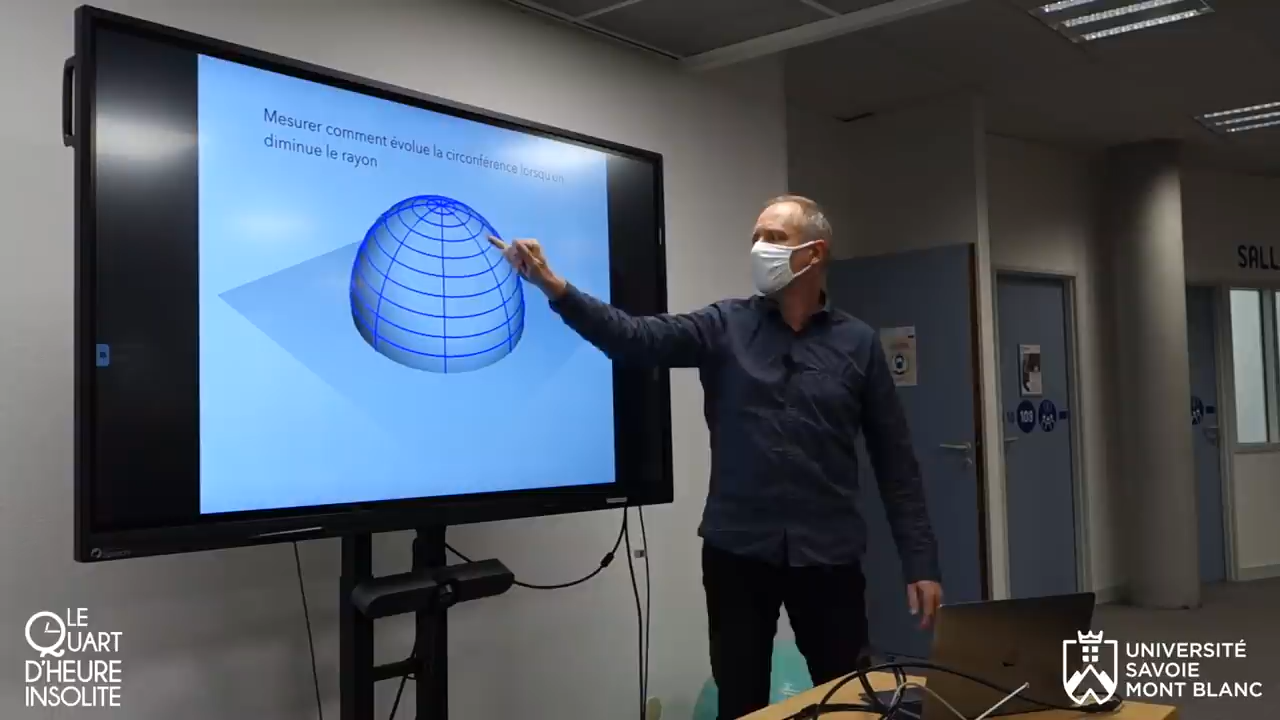 Mesurer comment évolue la circonférence lorsqu'on
diminue le rayon
SALL
103
LE
QUART
D'HEURE
INSOLITE
UNIVERSITÉ
SAVOIE
MONT BLANC